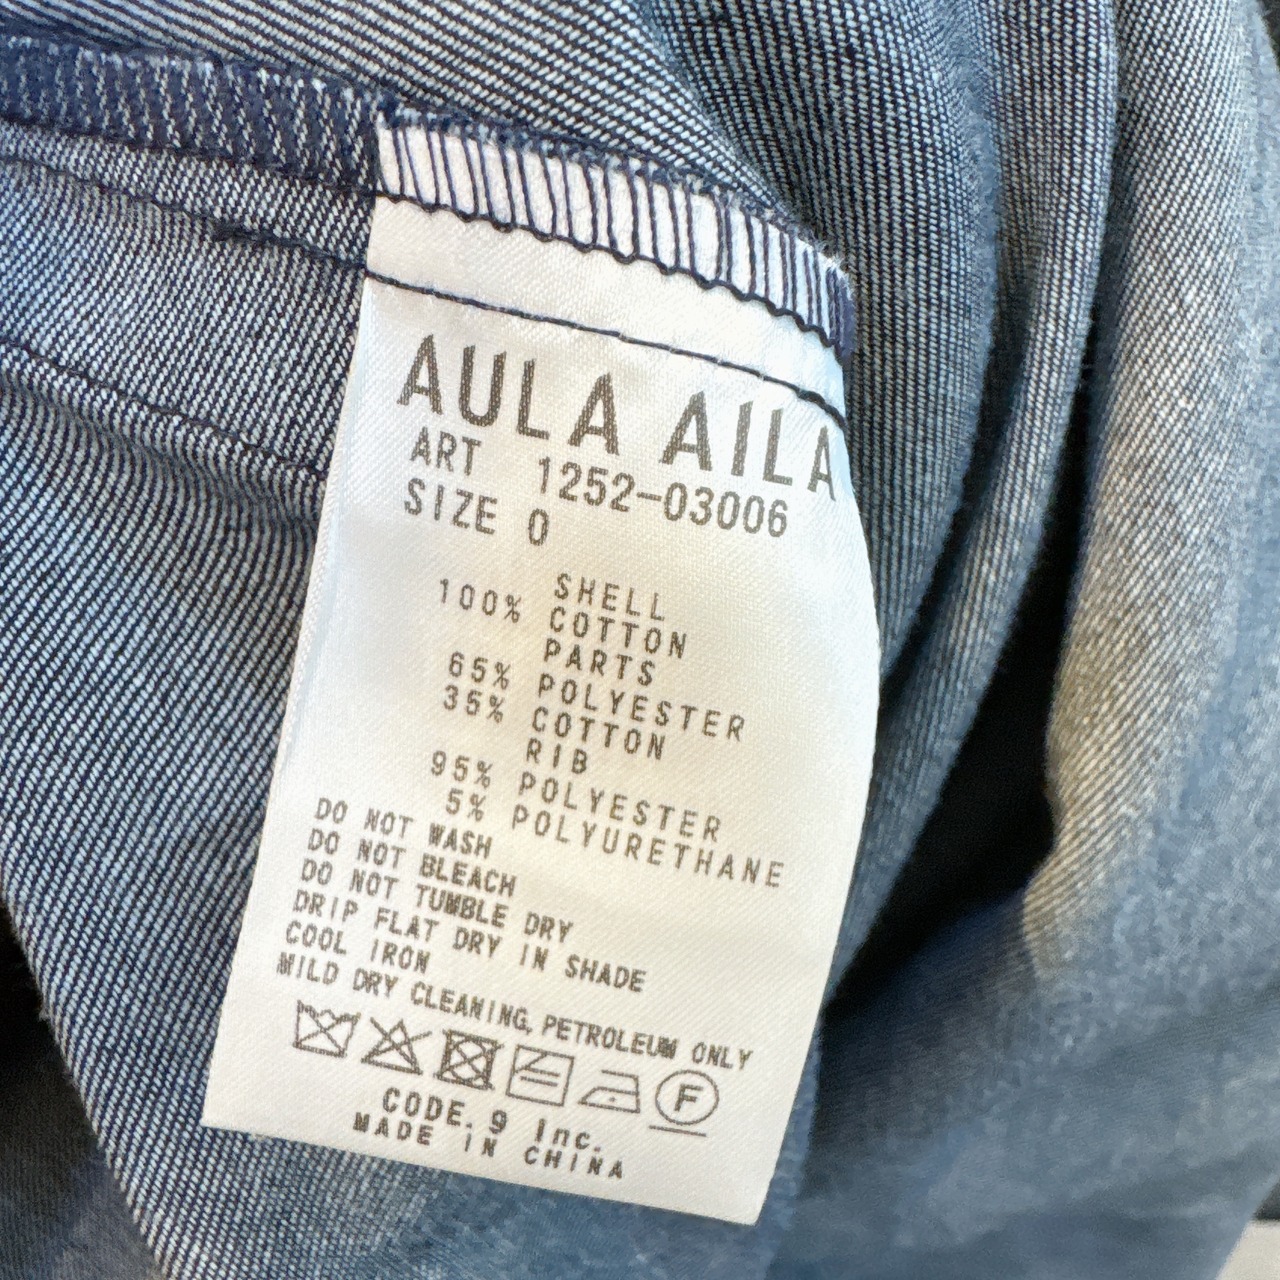 AULA AILA
ART 1252-03006
SIZE 0
SHELL
100% COTTON
PARTS
65% POLYESTER
35% COTTON
RIB
95% POLYESTER
5% POLYURETHANE
DO NOT WASH
DO NOT BLEACH
DO NOT TUMBLE DRY
DRIP FLAT DRY IN SHADE
COOL IRON
MILD DRY CLEANING, PETROLEUM ONLY
F
CODE. 9 Inc.
MADE IN CHINA